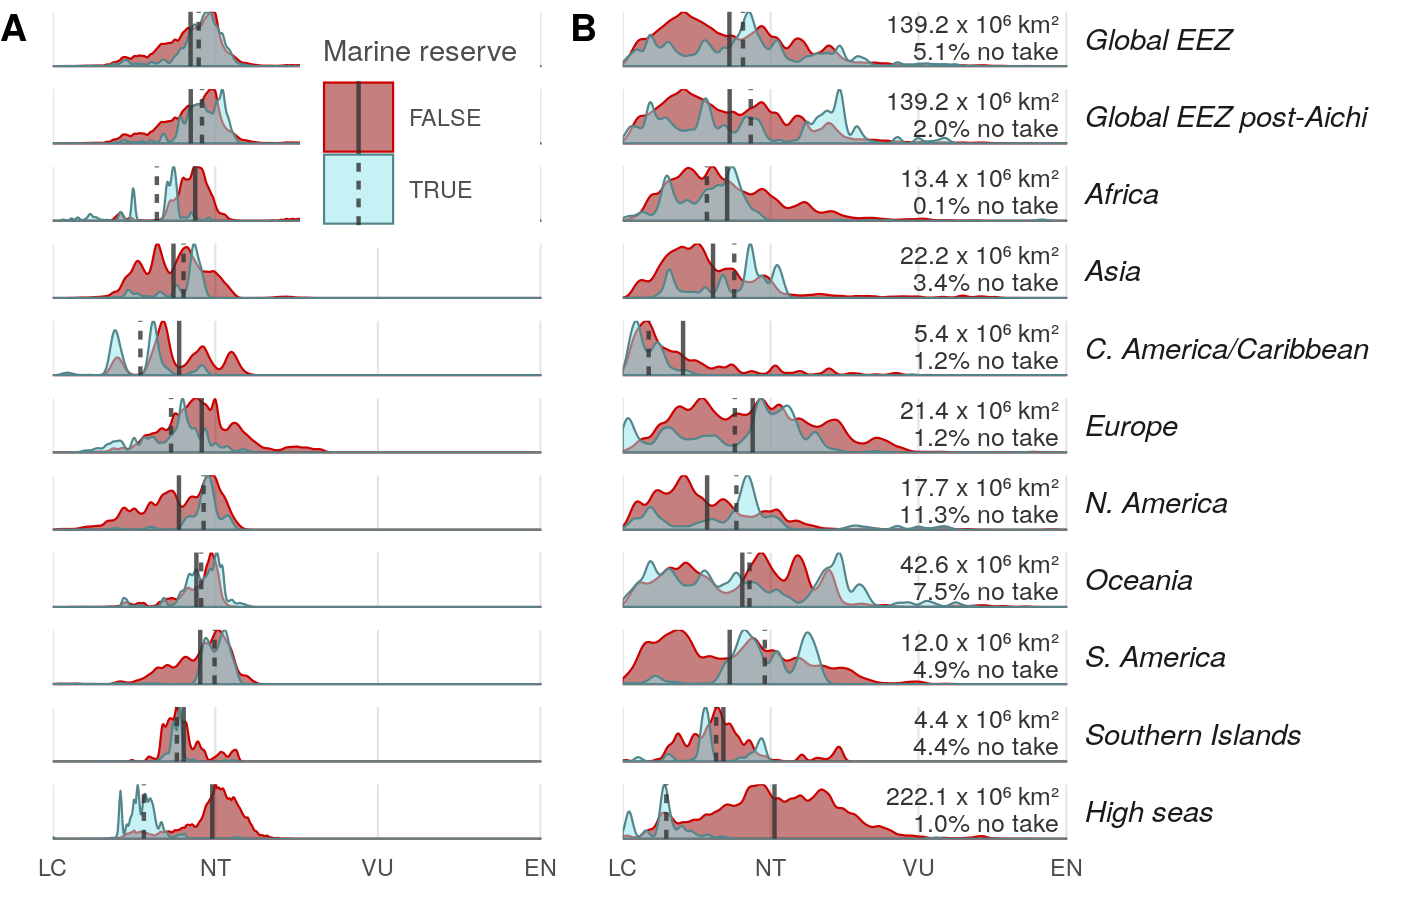 A
B
Marine reserve
FALSE
TRUE
139.2 x 10⁶ km²
5.1% no take
Global EEZ
139.2 x 10⁶ km²
2.0% no take
Global EEZ post-Aichi
13.4 x 10⁶ km²
0.1% no take
Africa
22.2 x 10⁶ km²
3.4% no take
Asia
5.4 x 10⁶ km²
1.2% no take
C. America/Caribbean
21.4 x 10⁶ km²
1.2% no take
Europe
17.7 x 10⁶ km²
11.3% no take
N. America
42.6 x 10⁶ km²
7.5% no take
Oceania
12.0 x 10⁶ km²
4.9% no take
S. America
4.4 x 10⁶ km²
4.4% no take
Southern Islands
222.1 x 10⁶ km²
1.0% no take
High seas
LC NT VU EN
LC NT VU EN